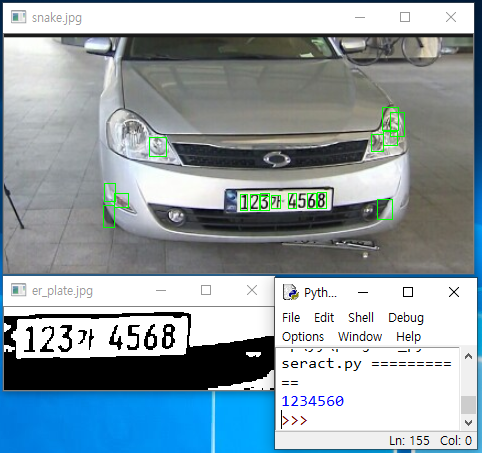 snake.jpg
123가 4568
er_plate.jpg
123가 4568
Pyth...
File Edit Shell Debug
Options Window Help
seract.py =========
==
1234560
>>>
Ln: 155 Col: 0